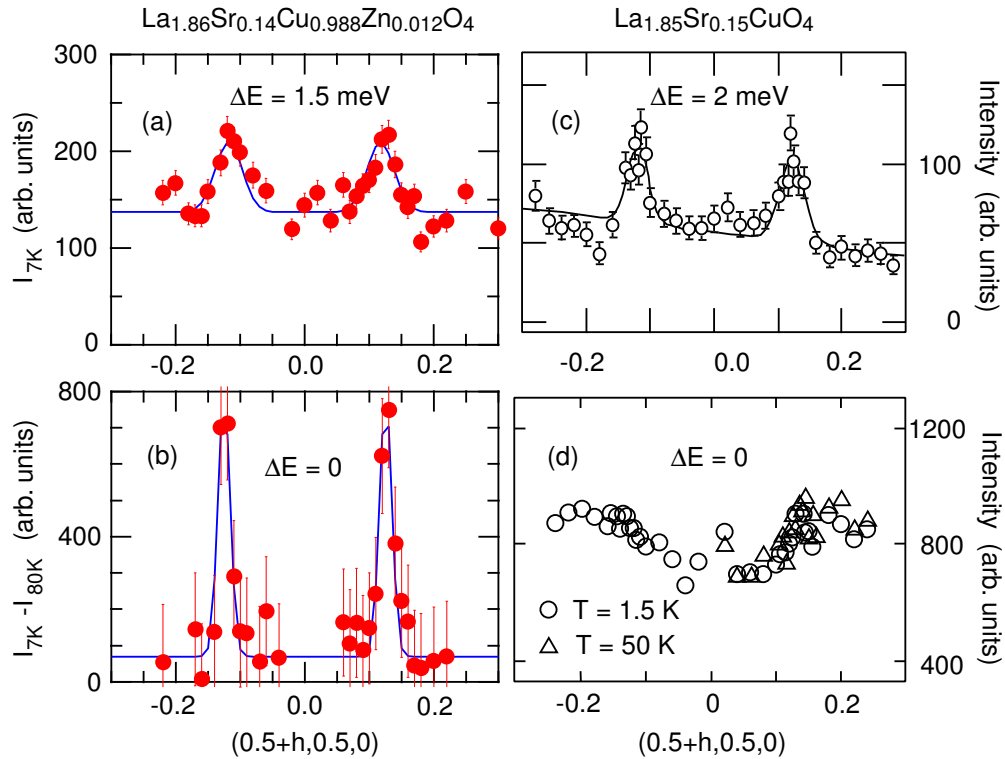 La1.86Sr0.14Cu0.988Zn0.012O4
La1.85Sr0.15CuO4
300
200
100
0
I7K (arb. units)
(a)
ΔE = 1.5 meV
-0.2
0.0
0.2
(c)
ΔE = 2 meV
100
0
Intensity
(arb. units)
-0.2
0.0
0.2
800
400
0
I7K - I80K (arb. units)
(b)
ΔE = 0
-0.2
0.0
0.2
(0.5+h,0.5,0)
(d)
ΔE = 0
T = 1.5 K
T = 50 K
1200
800
400
Intensity
(arb. units)
-0.2
0
0.2
(0.5+h,0.5,0)